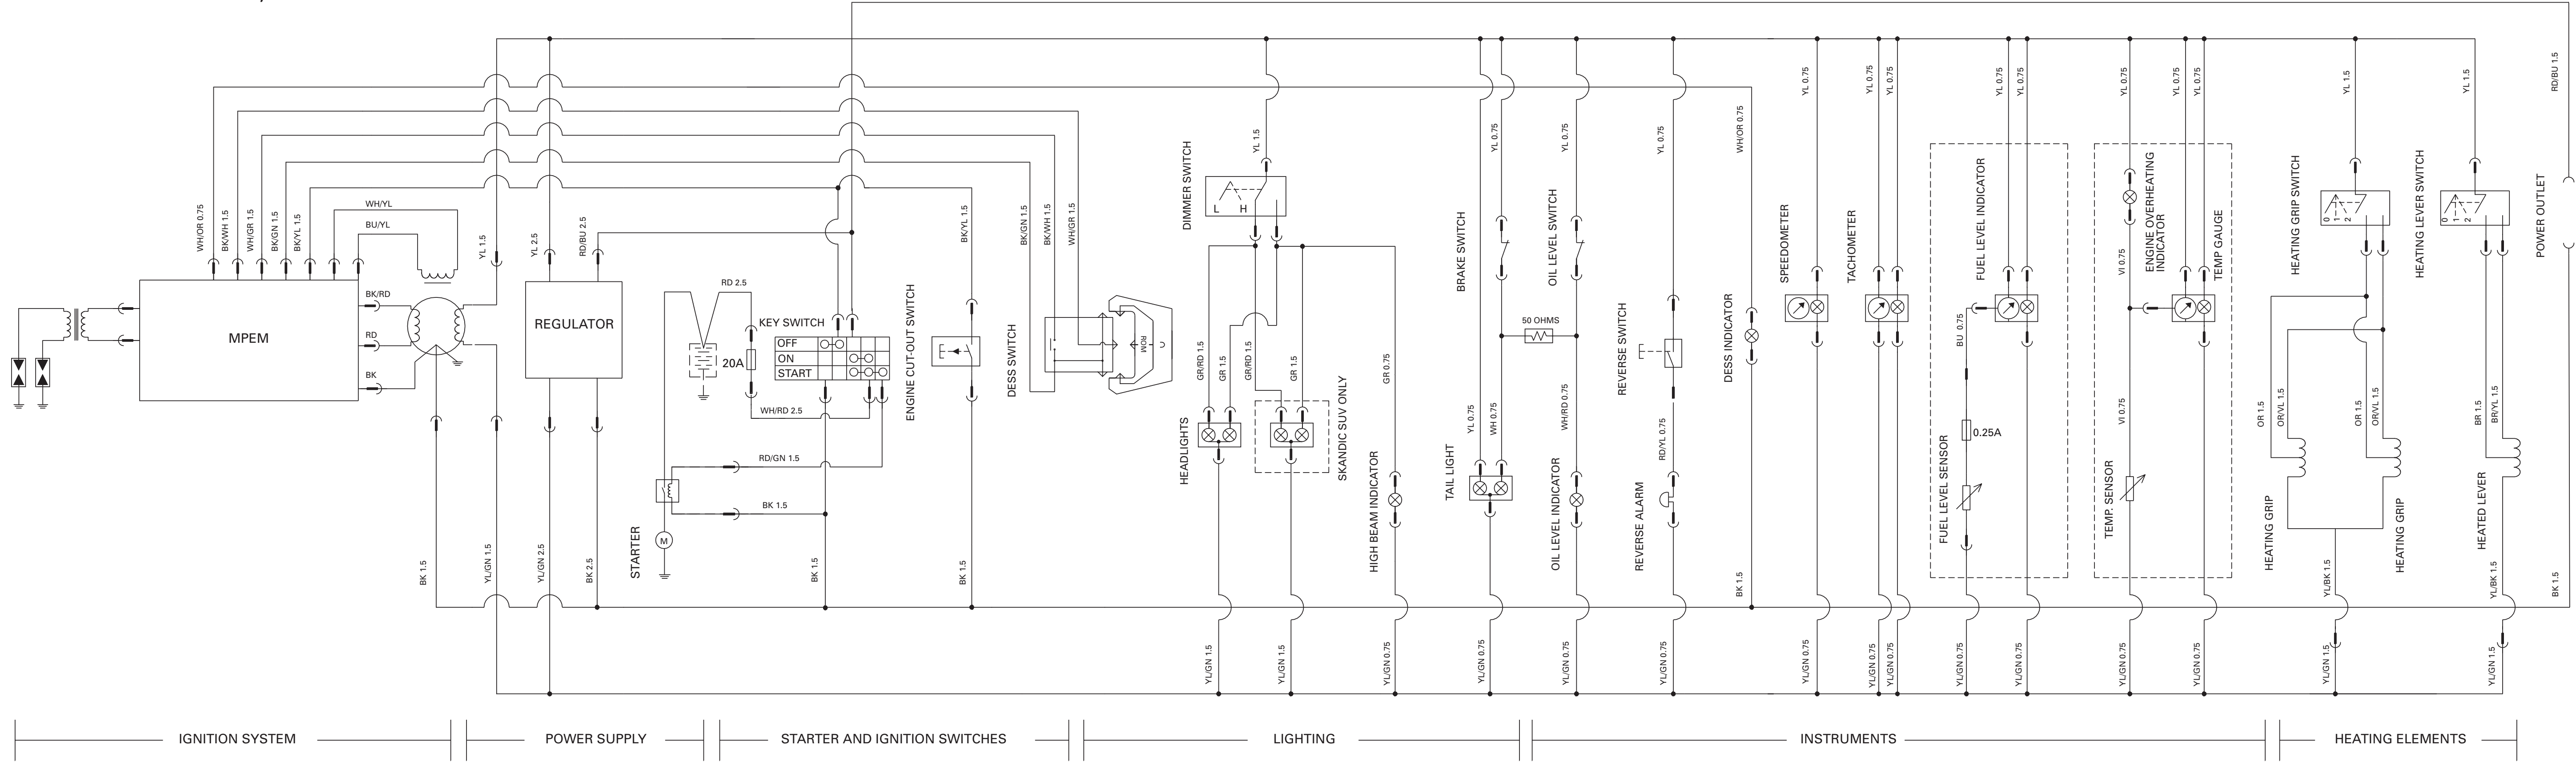 WH/OR 0.75
BK/WH 1.5
WH/GR 1.5
BK/GN 1.5
BK/YL 1.5
WH/YL
BU/YL
MPEM
BK/RD
RD
BK
BK 1.5
YL 1.5
YL/GN 1.5
YL 2.5
RD/BU 2.5
REGULATOR
YL/GN 2.5
BK 2.5
RD 2.5
20A
KEY SWITCH
OFF
ON
START
WH/RD 2.5
RD/GN 1.5
BK 1.5
STARTER
M
BK 1.5
ENGINE CUT-OUT SWITCH
BK/YL 1.5
BK 1.5
BK/GN 1.5
BK/WH 1.5
WH/GR 1.5
DESS SWITCH
ROM
DIMMER SWITCH
YL 1.5
L H
GR/RD 1.5
GR 1.5
GR/RD 1.5
GR 1.5
GR 0.75
HEADLIGHTS
SKANDIC SUV ONLY
HIGH BEAM INDICATOR
YL/GN 1.5
YL/GN 1.5
YL/GN 0.75
BRAKE SWITCH
YL 0.75
OIL LEVEL SWITCH
YL 0.75
50 OHMS
YL 0.75
WH 0.75
WH/RD 0.75
TAIL LIGHT
OIL LEVEL INDICATOR
YL/GN 0.75
YL/GN 0.75
YL 0.75
REVERSE SWITCH
RD/YL 0.75
REVERSE ALARM
YL/GN 0.75
WH/OR 0.75
DESS INDICATOR
BK 1.5
YL 0.75
SPEEDOMETER
YL/GN 0.75
YL 0.75
YL 0.75
TACHOMETER
YL/GN 0.75
YL/GN 0.75
YL 0.75
YL 0.75
FUEL LEVEL INDICATOR
BU 0.75
0.25A
FUEL LEVEL SENSOR
YL/GN 0.75
YL/GN 0.75
YL 0.75
YL 0.75
YL 0.75
ENGINE OVERHEATING
INDICATOR
VI 0.75
TEMP GAUGE
VI 0.75
TEMP. SENSOR
YL/GN 0.75
YL/GN 0.75
YL 1.5
HEATING GRIP SWITCH
0 1 2
OR 1.5
OR/VL 1.5
OR 1.5
OR/VL 1.5
HEATING GRIP
HEATING GRIP
YL/BK 1.5
YL/GN 1.5
YL 1.5
HEATING LEVER SWITCH
0 1 2
BR 1.5
BR/YL 1.5
HEATED LEVER
YL/BK 1.5
YL/GN 1.5
RD/BU 1.5
POWER OUTLET
BK 1.5
IGNITION SYSTEM
POWER SUPPLY
STARTER AND IGNITION SWITCHES
LIGHTING
INSTRUMENTS
HEATING ELEMENTS